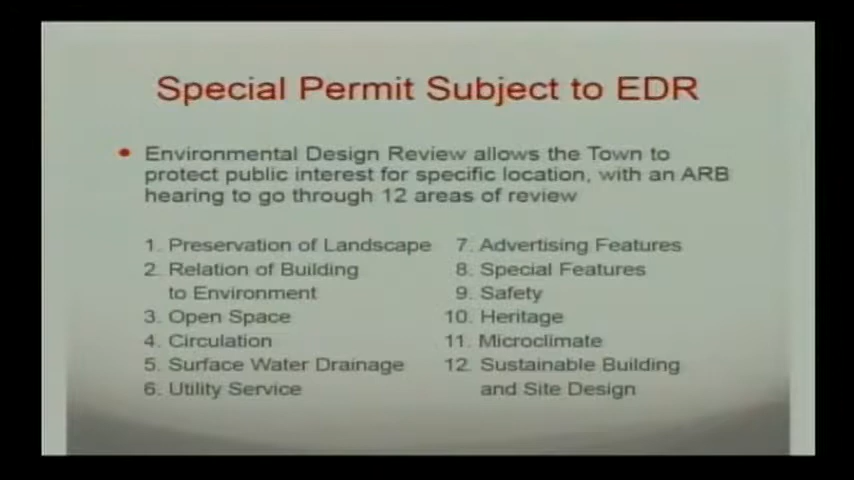 Special Permit Subject to EDR
Environmental Design Review allows the Town to
protect public interest for specific location, with an ARB
hearing to go through 12 areas of review
1. Preservation of Landscape
2. Relation of Building
to Environment
3. Open Space
4. Circulation
5. Surface Water Drainage
6. Utility Service
7. Advertising Features
8. Special Features
9. Safety
10. Heritage
11. Microclimate
12. Sustainable Building
and Site Design